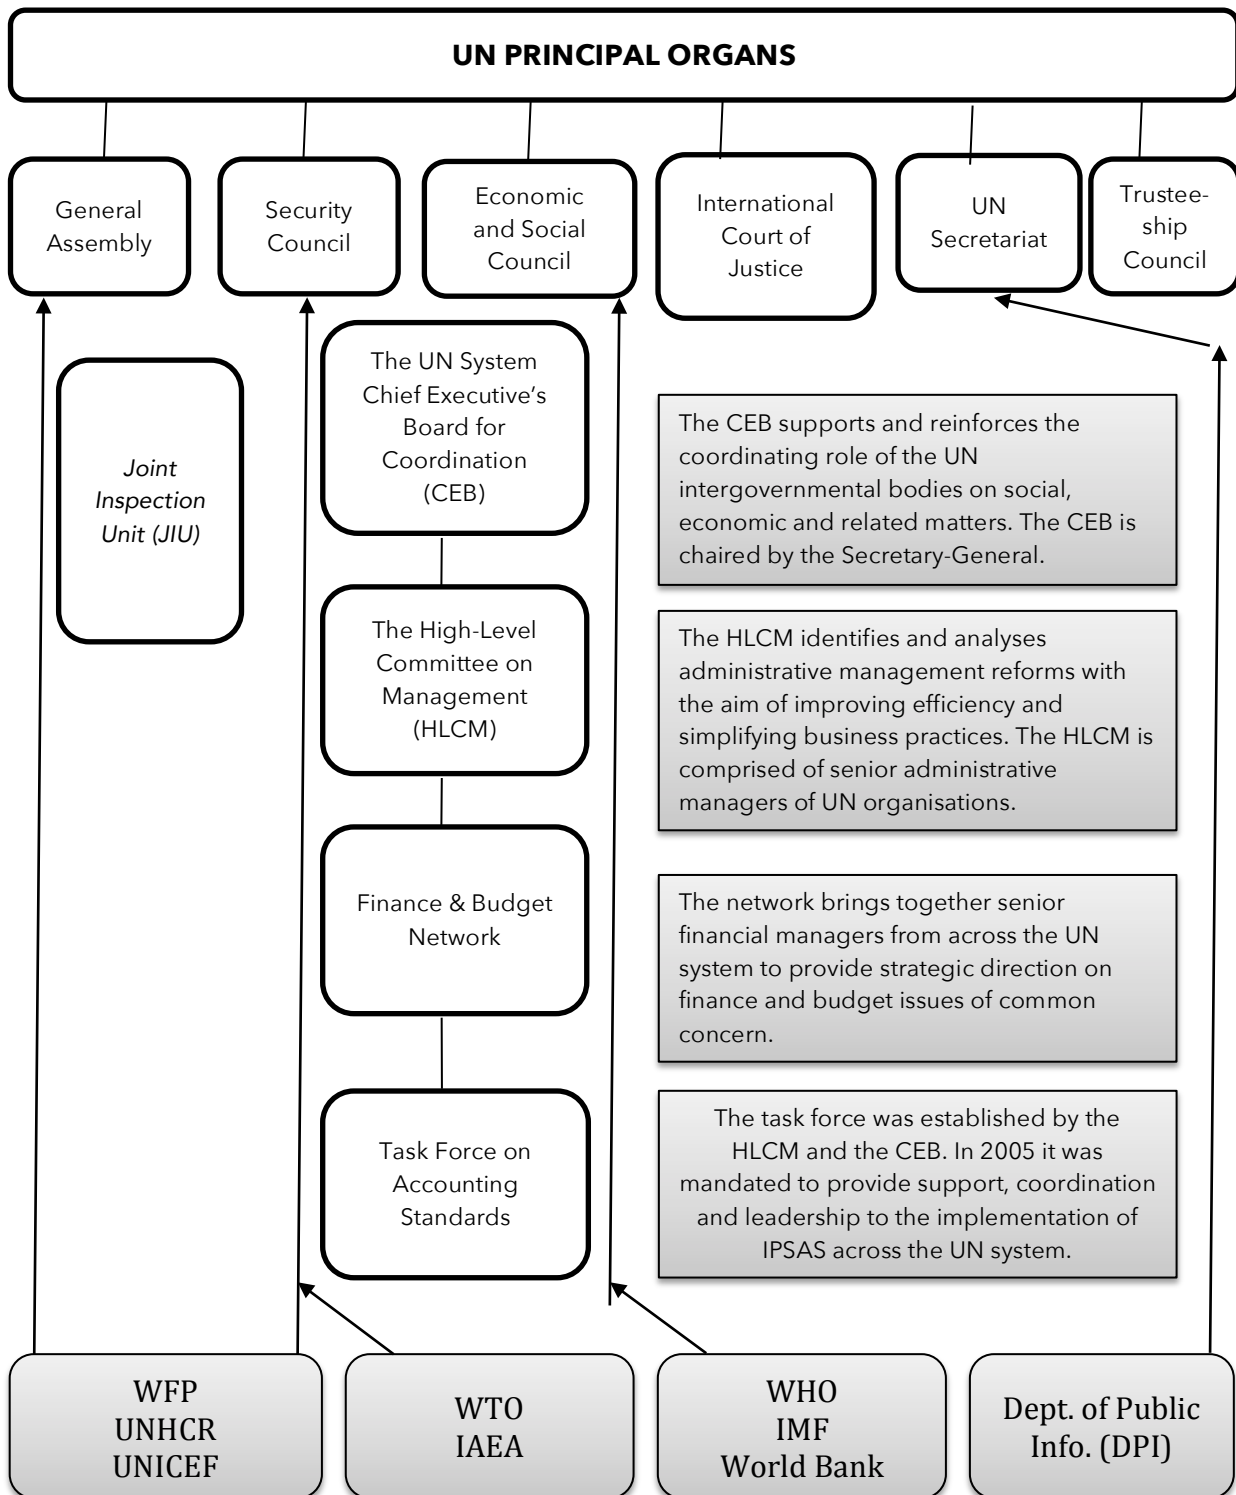 UN PRINCIPAL ORGANS
General
Assembly
Security
Council
Economic
and Social
Council
International
Court of
Justice
UN
Secretariat
Trustee-
ship
Council
Joint
Inspection
Unit (JIU)
The UN System
Chief Executive’s
Board for
Coordination
(CEB)
The CEB supports and reinforces the
coordinating role of the UN
intergovernmental bodies on social,
economic and related matters. The CEB is
chaired by the Secretary-General.
The High-Level
Committee on
Management
(HLCM)
The HLCM identifies and analyses
administrative management reforms with
the aim of improving efficiency and
simplifying business practices. The HLCM is
comprised of senior administrative
managers of UN organisations.
Finance & Budget
Network
The network brings together senior
financial managers from across the UN
system to provide strategic direction on
finance and budget issues of common
concern.
Task Force on
Accounting
Standards
The task force was established by the
HLCM and the CEB. In 2005 it was
mandated to provide support, coordination
and leadership to the implementation of
IPSAS across the UN system.
WFP
UNHCR
UNICEF
WTO
IAEA
WHO
IMF
World Bank
Dept. of Public
Info. (DPI)